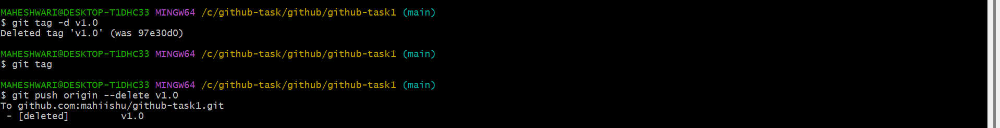 MAHESHWARI@DESKTOP-T1DHC33 MINGW64 /c/github-task/github/github-task1 (main)
$ git tag -d v1.0
Deleted tag 'v1.0' (was 97e30d0)
MAHESHWARI@DESKTOP-T1DHC33 MINGW64 /c/github-task/github/github-task1 (main)
$ git tag
MAHESHWARI@DESKTOP-T1DHC33 MINGW64 /c/github-task/github/github-task1 (main)
$ git push origin --delete v1.0
To github.com:mahiishu/github-task1.git
 - [deleted]         v1.0